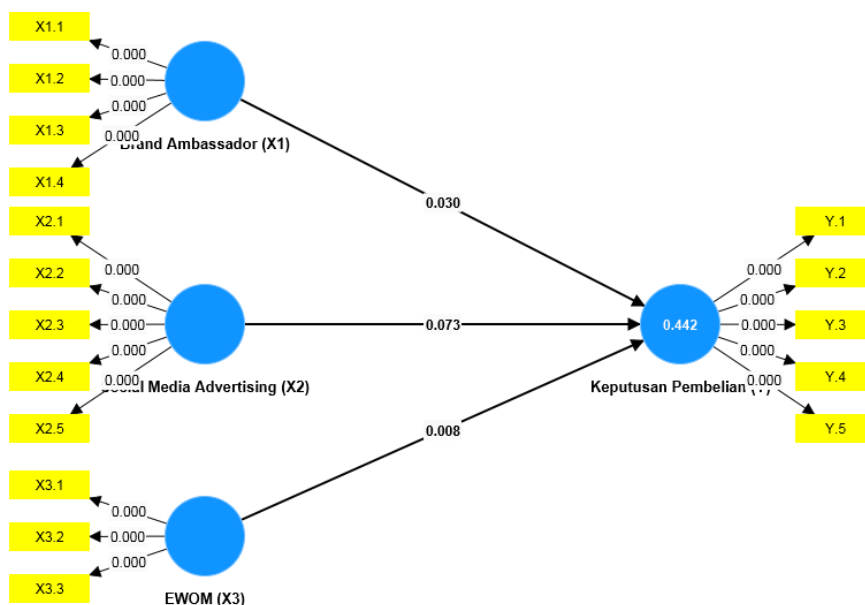 X1.1
0.000
X1.2
0.000
X1.3
0.000
0.000
X1.4
Brand Ambassador (X1)
0.030
X2.1
0.000
X2.2
0.000
X2.3
0.000
X2.4
0.000
0.000
X2.5
Social Media Advertising (X2)
0.073
X3.1
0.000
X3.2
0.000
X3.3
0.000
EWOM (X3)
0.008
0.442
Keputusan Pembelian (Y)
Y.1
0.000
Y.2
0.000
Y.3
0.000
Y.4
0.000
0.000
Y.5